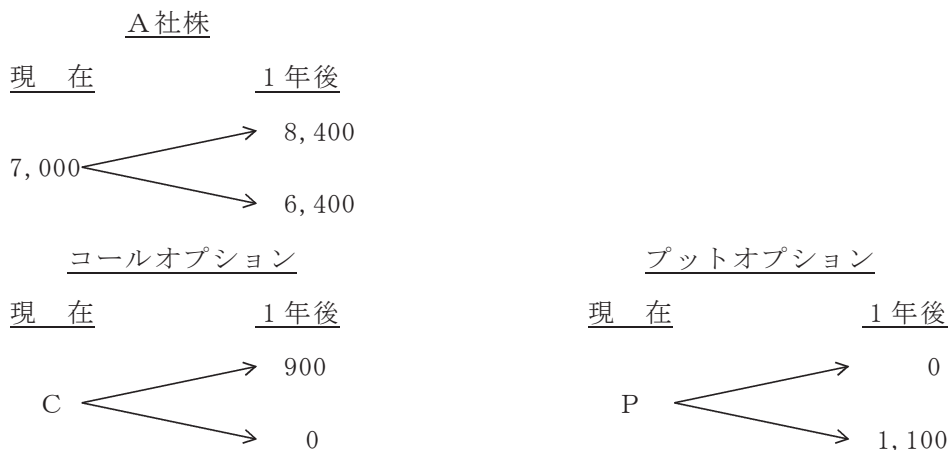 Ａ社株
現　在　１年後
8,400
7,000
6,400
コールオプション　プットオプション
現　在　１年後　現　在　１年後
900　0
Ｃ　Ｐ
0　1,100